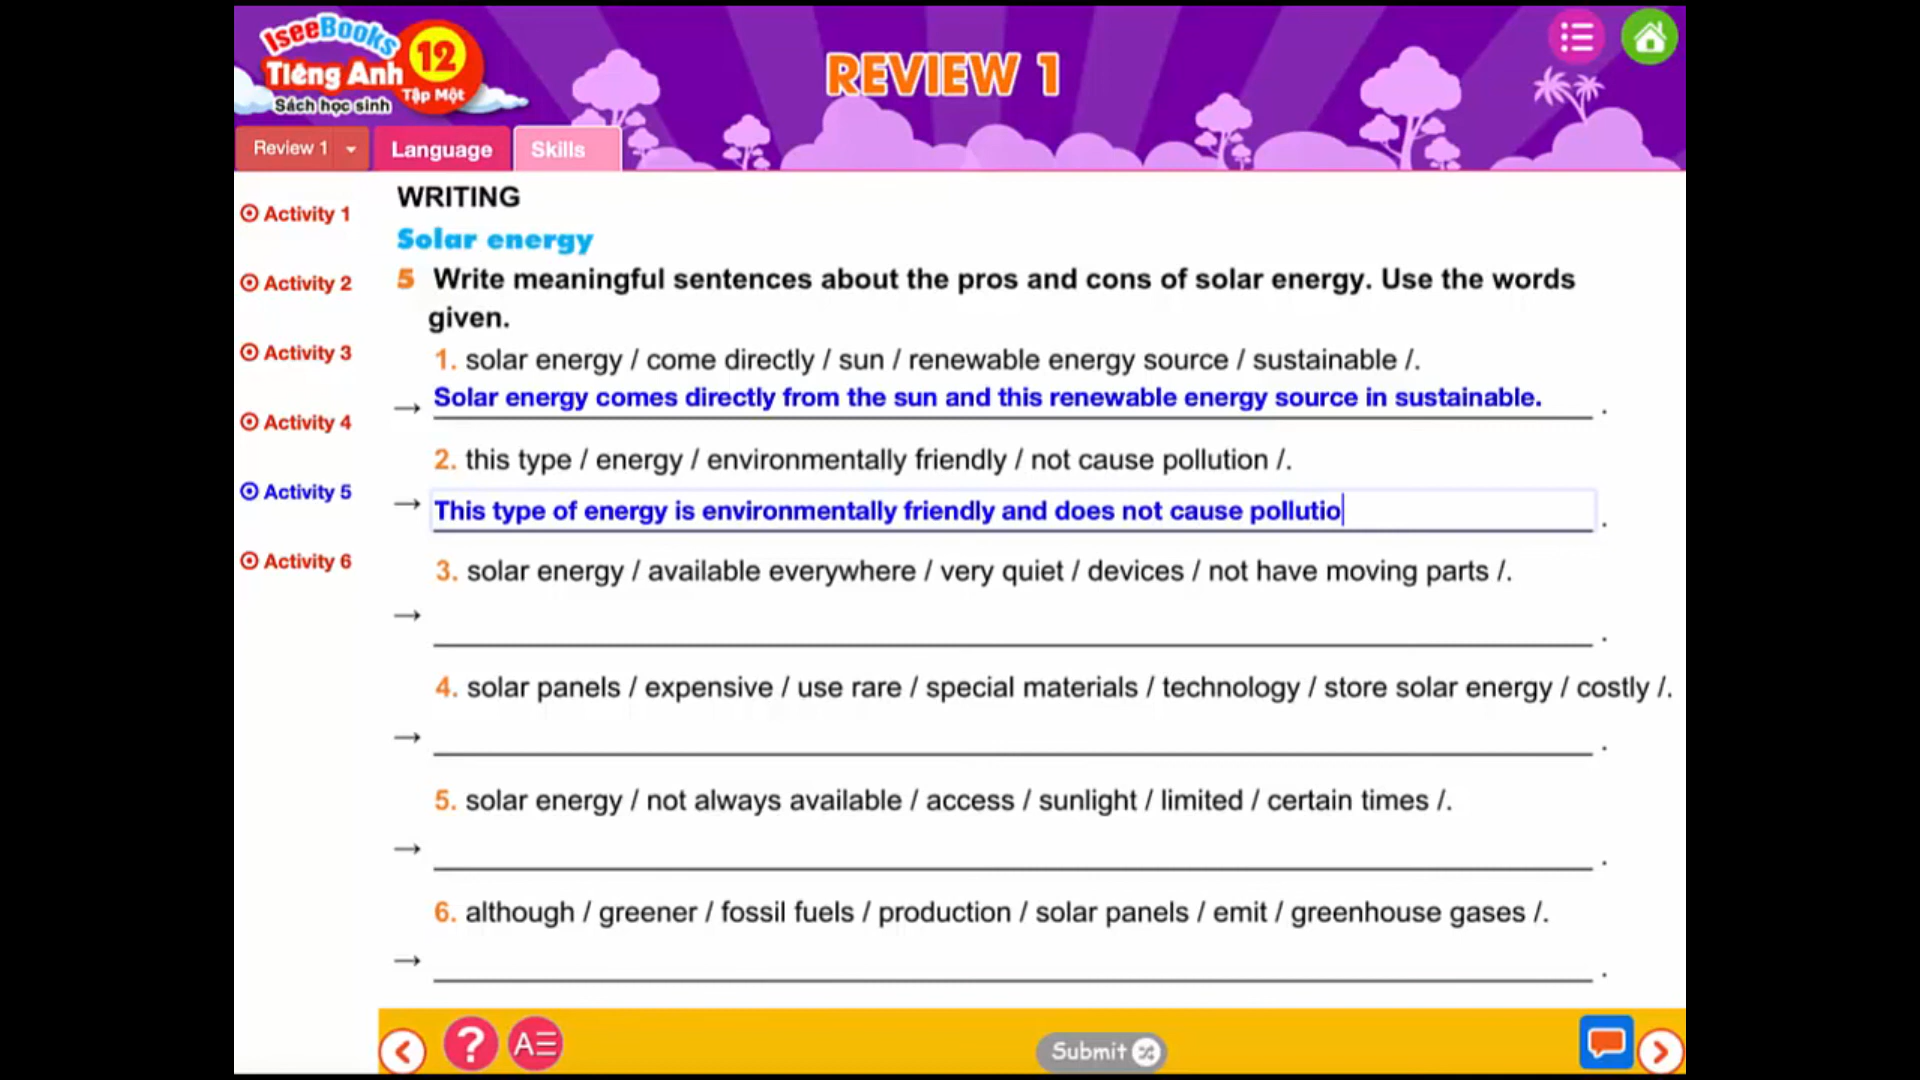 IseeBooks
Tiếng Anh 12
Sách học sinh Tập Một
REVIEW 1
Review 1 Language Skills
WRITING
Activity 1
Solar energy
5 Write meaningful sentences about the pros and cons of solar energy. Use the words
Activity 2
given.
Activity 3
1. solar energy / come directly / sun / renewable energy source / sustainable /.
→ Solar energy comes directly from the sun and this renewable energy source in sustainable. .
Activity 4
2. this type / energy / environmentally friendly / not cause pollution /.
Activity 5
→ This type of energy is environmentally friendly and does not cause pollutio .
Activity 6
3. solar energy / available everywhere / very quiet / devices / not have moving parts /.
→ .
4. solar panels / expensive / use rare / special materials / technology / store solar energy / costly /.
→ .
5. solar energy / not always available / access / sunlight / limited / certain times /.
→ .
6. although / greener / fossil fuels / production / solar panels / emit / greenhouse gases /.
→ .
? A Submit